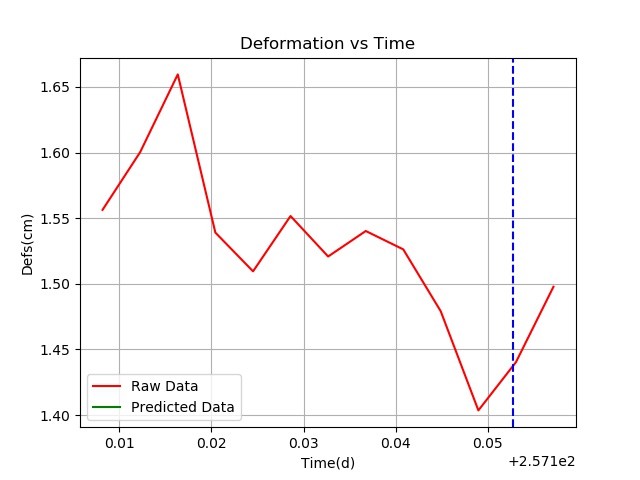 Deformation vs Time
Defs(cm)
1.65
1.60
1.55
1.50
1.45
1.40
Raw Data
Predicted Data
0.01 0.02 0.03 0.04 0.05
Time(d)
+2.571e2